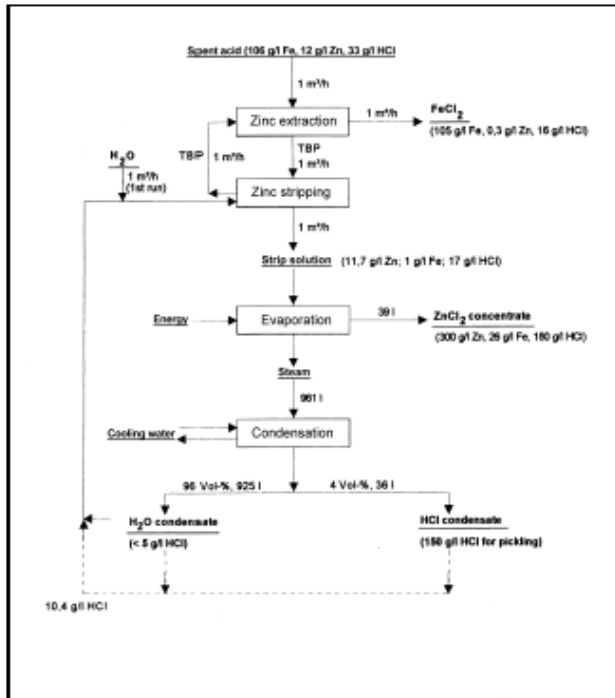 Spent acid (106 g/l Fe, 12 g/l Zn, 33 g/l HCl
1 m³/h
Zinc extraction
1 m³/h
FeCl₂
(105 g/l Fe, 0,3 g/l Zn, 16 g/l HCl)
TBP
1 m³/h
TBP
1 m³/h
H₂O
1 m³/h
(1st run)
Zinc stripping
1 m³/h
Strip solution (11,7 g/l Zn; 1 g/l Fe; 17 g/l HCl)
Energy
Evaporation
39 l
ZnCl₂ concentrate
(300 g/l Zn, 26 g/l Fe, 180 g/l HCl)
Steam
961 l
Cooling water
Condensation
96 Vol-%, 925 l
4 Vol-%, 36 l
H₂O condensate
(< 5 g/l HCl)
HCl condensate
(150 g/l HCl for pickling)
10,4 g/l HCl